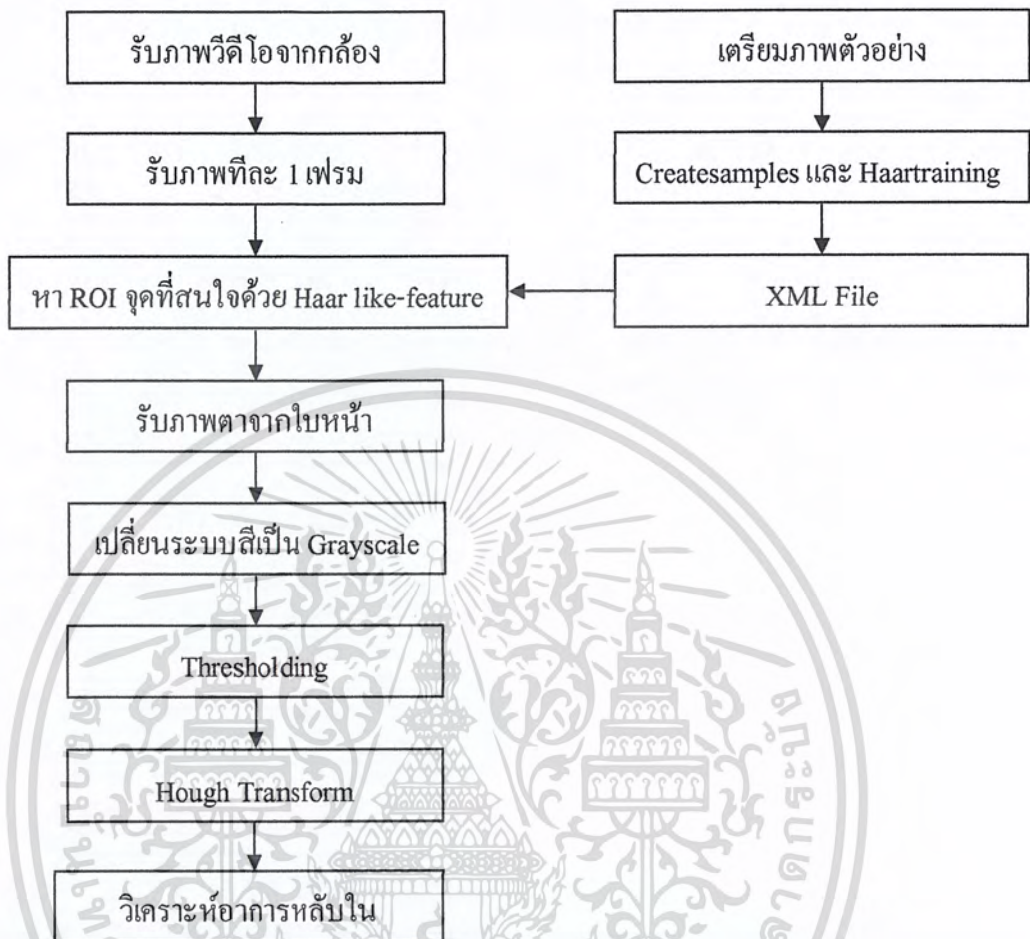 รับภาพวีดีโอจากกล้อง
รับภาพทีละ 1 เฟรม
หา ROI จุดที่สนใจด้วย Haar like-feature
รับภาพตาจากใบหน้า
เปลี่ยนระบบสีเป็น Grayscale
Thresholding
Hough Transform
วิเคราะห์อาการหลับใน
เตรียมภาพตัวอย่าง
Createsamples และ Haartraining
XML File